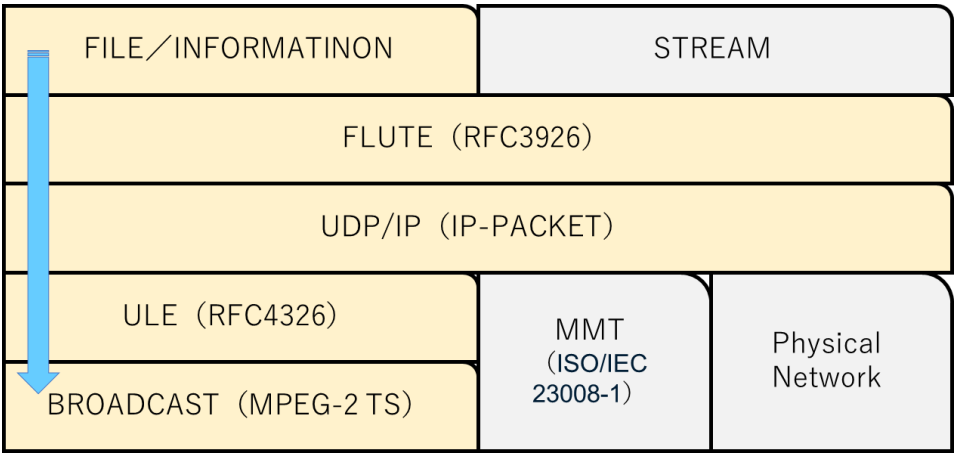 FILE／INFORMATINON
STREAM
FLUTE（RFC3926）
UDP/IP（IP-PACKET）
ULE（RFC4326）
MMT
（ISO/IEC
23008-1）
Physical
Network
BROADCAST（MPEG-2 TS）